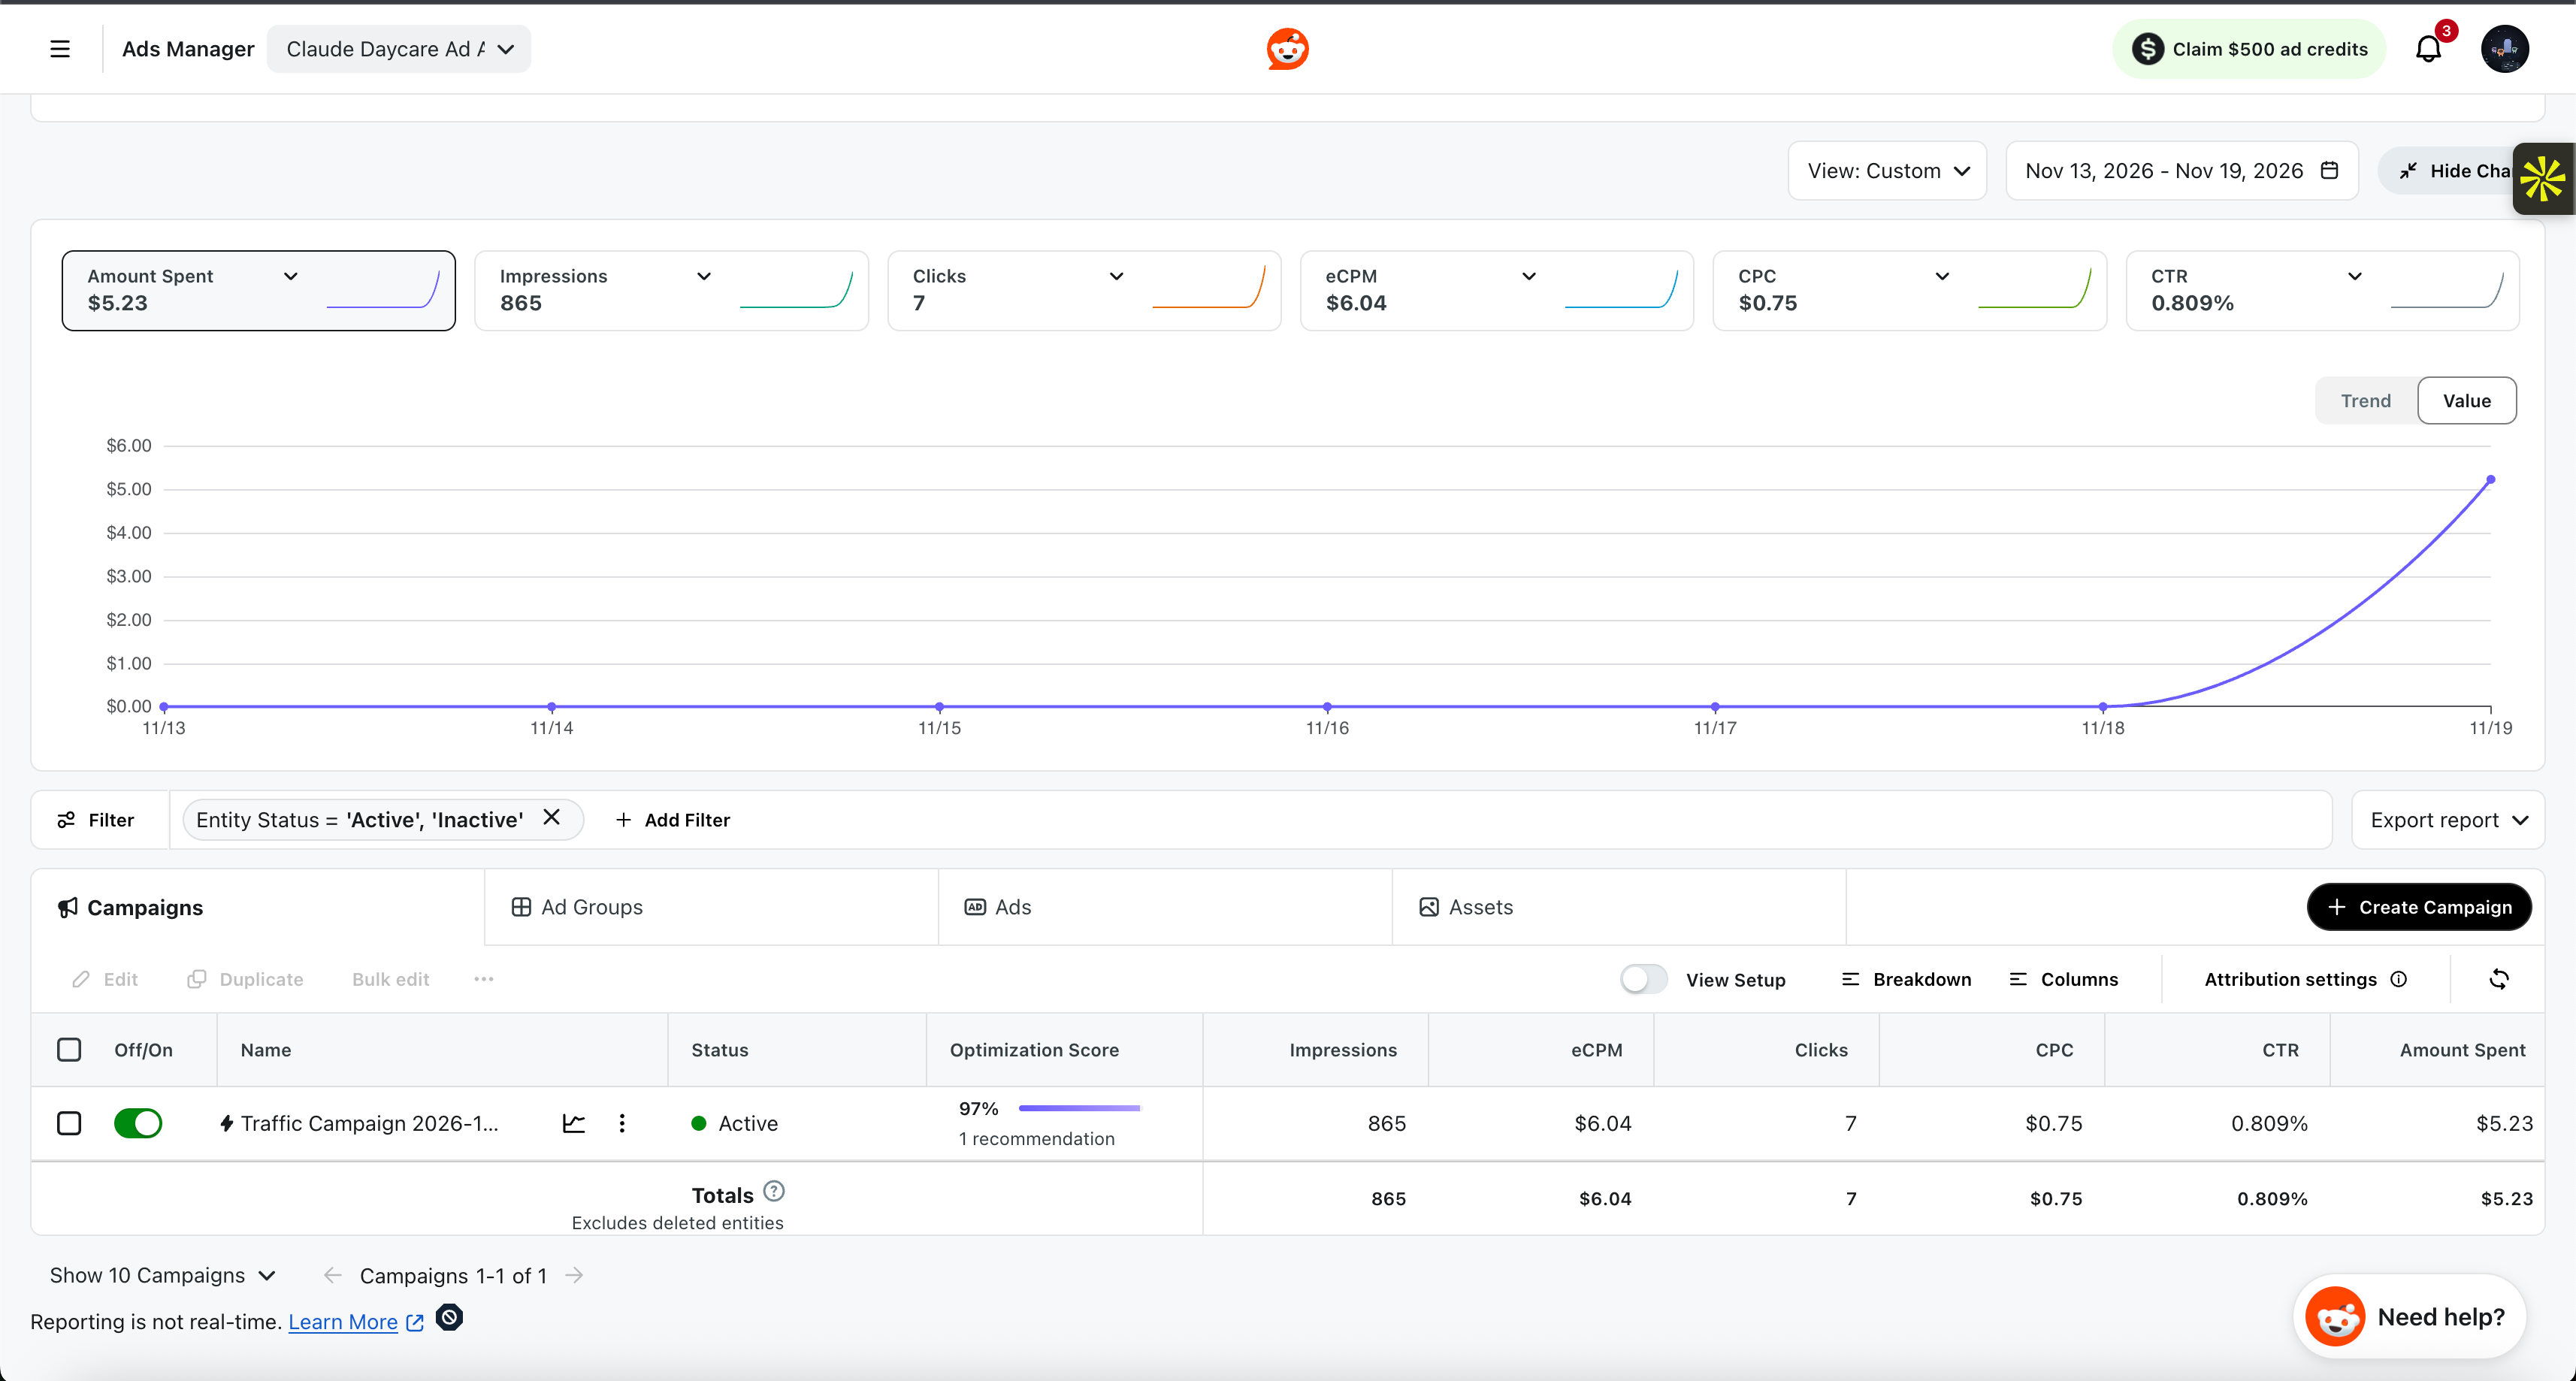 Ads Manager
Claude Daycare Ad
Claim $500 ad credits
3
View: Custom
Nov 13, 2026 - Nov 19, 2026
Hide
Amount Spent
$5.23
Impressions
865
Clicks
7
eCPM
$6.04
CPC
$0.75
CTR
0.809%
Trend
Value
$6.00
$5.00
$4.00
$3.00
$2.00
$1.00
$0.00
11/13 11/14 11/15 11/16 11/17 11/18 11/19
Filter
Entity Status = 'Active', 'Inactive'
Add Filter
Export report
Campaigns
Ad Groups
AD Ads
Assets
Create Campaign
Edit
Duplicate
Bulk edit
View Setup
Breakdown
Columns
Attribution settings
Off/On Name Status Optimization Score Impressions eCPM Clicks CPC CTR Amount Spent
Traffic Campaign 2026-1... Active 97% 865 $6.04 7 $0.75 0.809% $5.23
1 recommendation
Totals 865 $6.04 7 $0.75 0.809% $5.23
Excludes deleted entities
Show 10 Campaigns
Campaigns 1-1 of 1
Reporting is not real-time. Learn More
Need help?